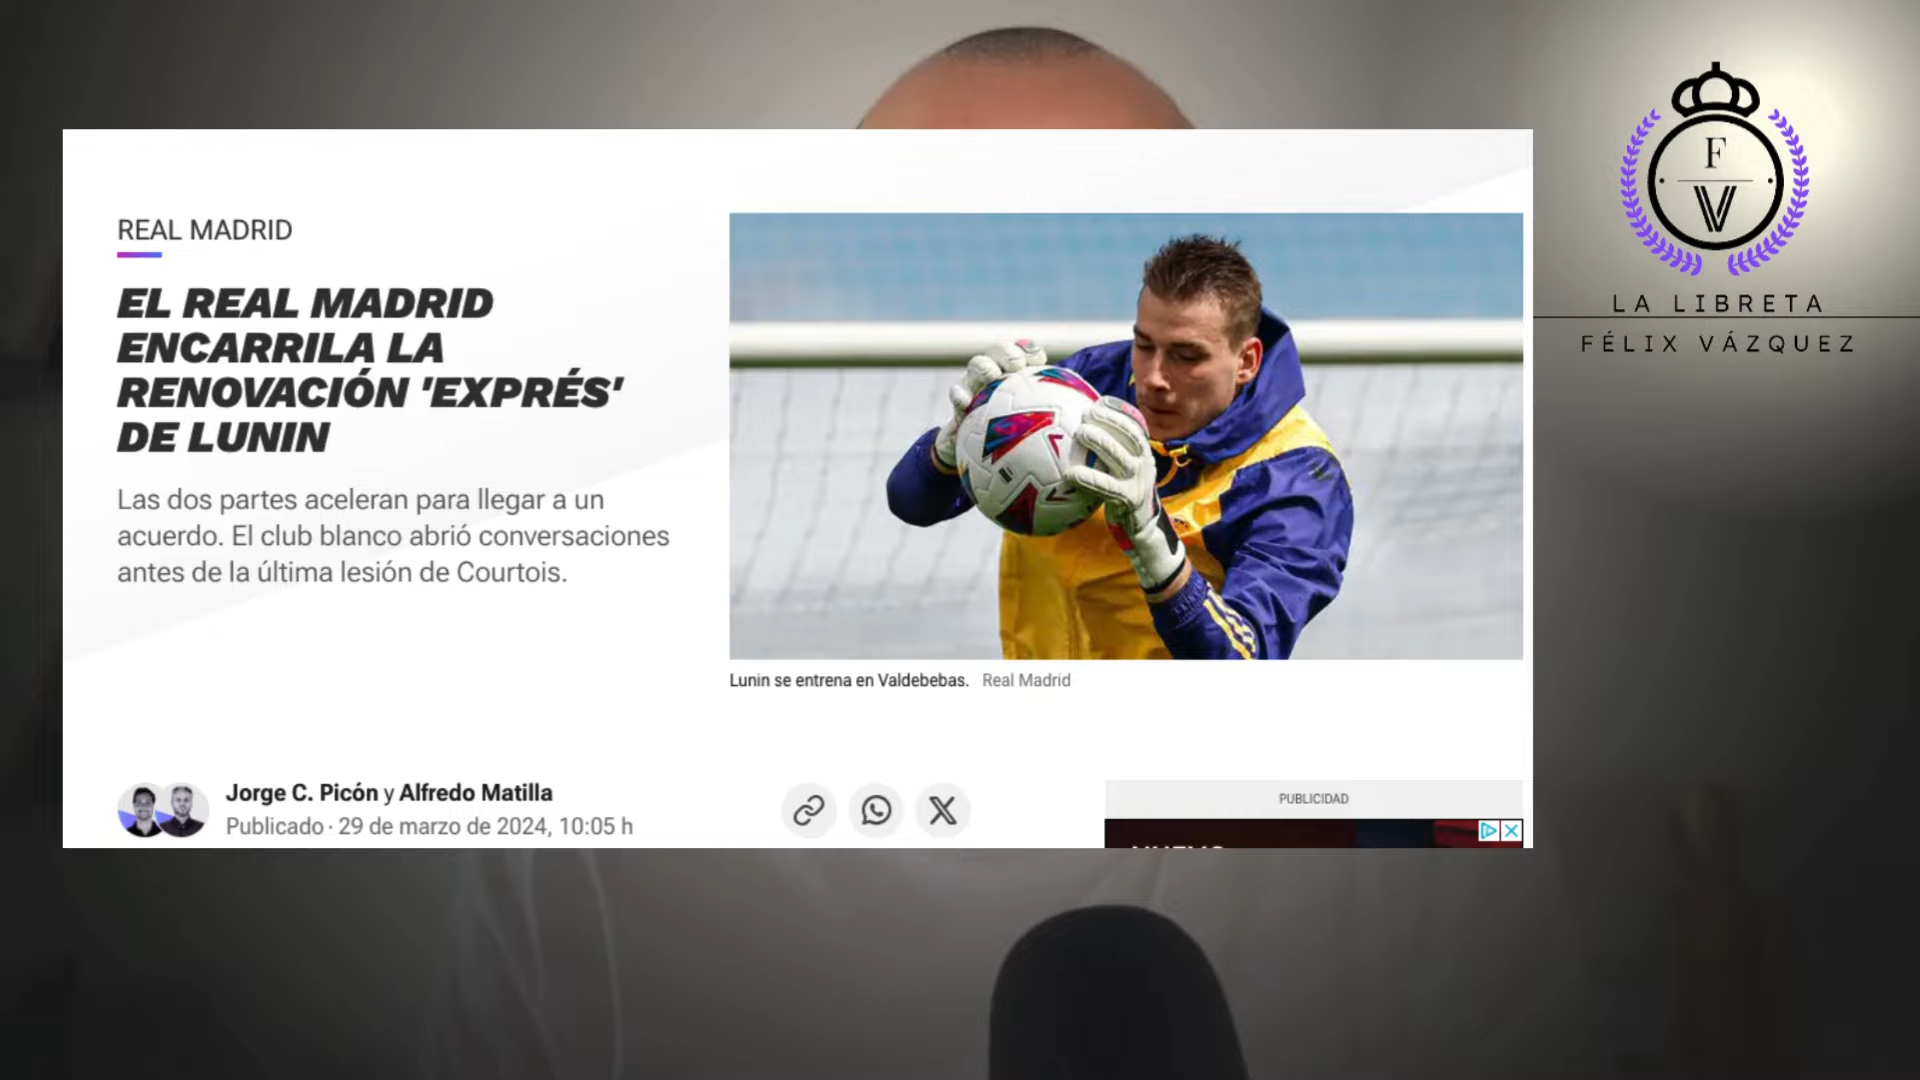 REAL MADRID
EL REAL MADRID
ENCARRILA LA
RENOVACIÓN 'EXPRÉS'
DE LUNIN
Las dos partes aceleran para llegar a un
acuerdo. El club blanco abrió conversaciones
antes de la última lesión de Courtois.
Lunin se entrena en Valdebebas. Real Madrid
Jorge C. Picón y Alfredo Matilla
Publicado · 29 de marzo de 2024, 10:05 h
PUBLICIDAD
F
V
LA LIBRETA
FÉLIX VÁZQUEZ